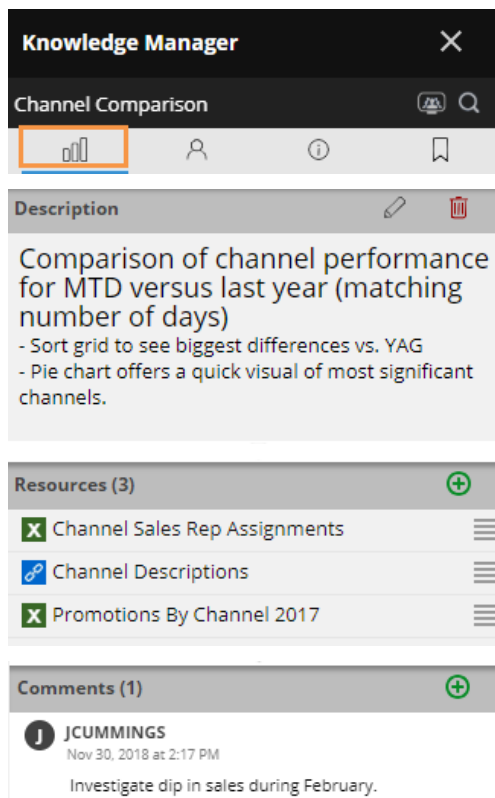 Knowledge Manager
Channel Comparison
Description
Comparison of channel performance
for MTD versus last year (matching
number of days)
- Sort grid to see biggest differences vs. YAG
- Pie chart offers a quick visual of most significant
channels.
Resources (3)
X Channel Sales Rep Assignments
Channel Descriptions
X Promotions By Channel 2017
Comments (1)
J JCUMMINGS
Nov 30, 2018 at 2:17 PM
Investigate dip in sales during February.